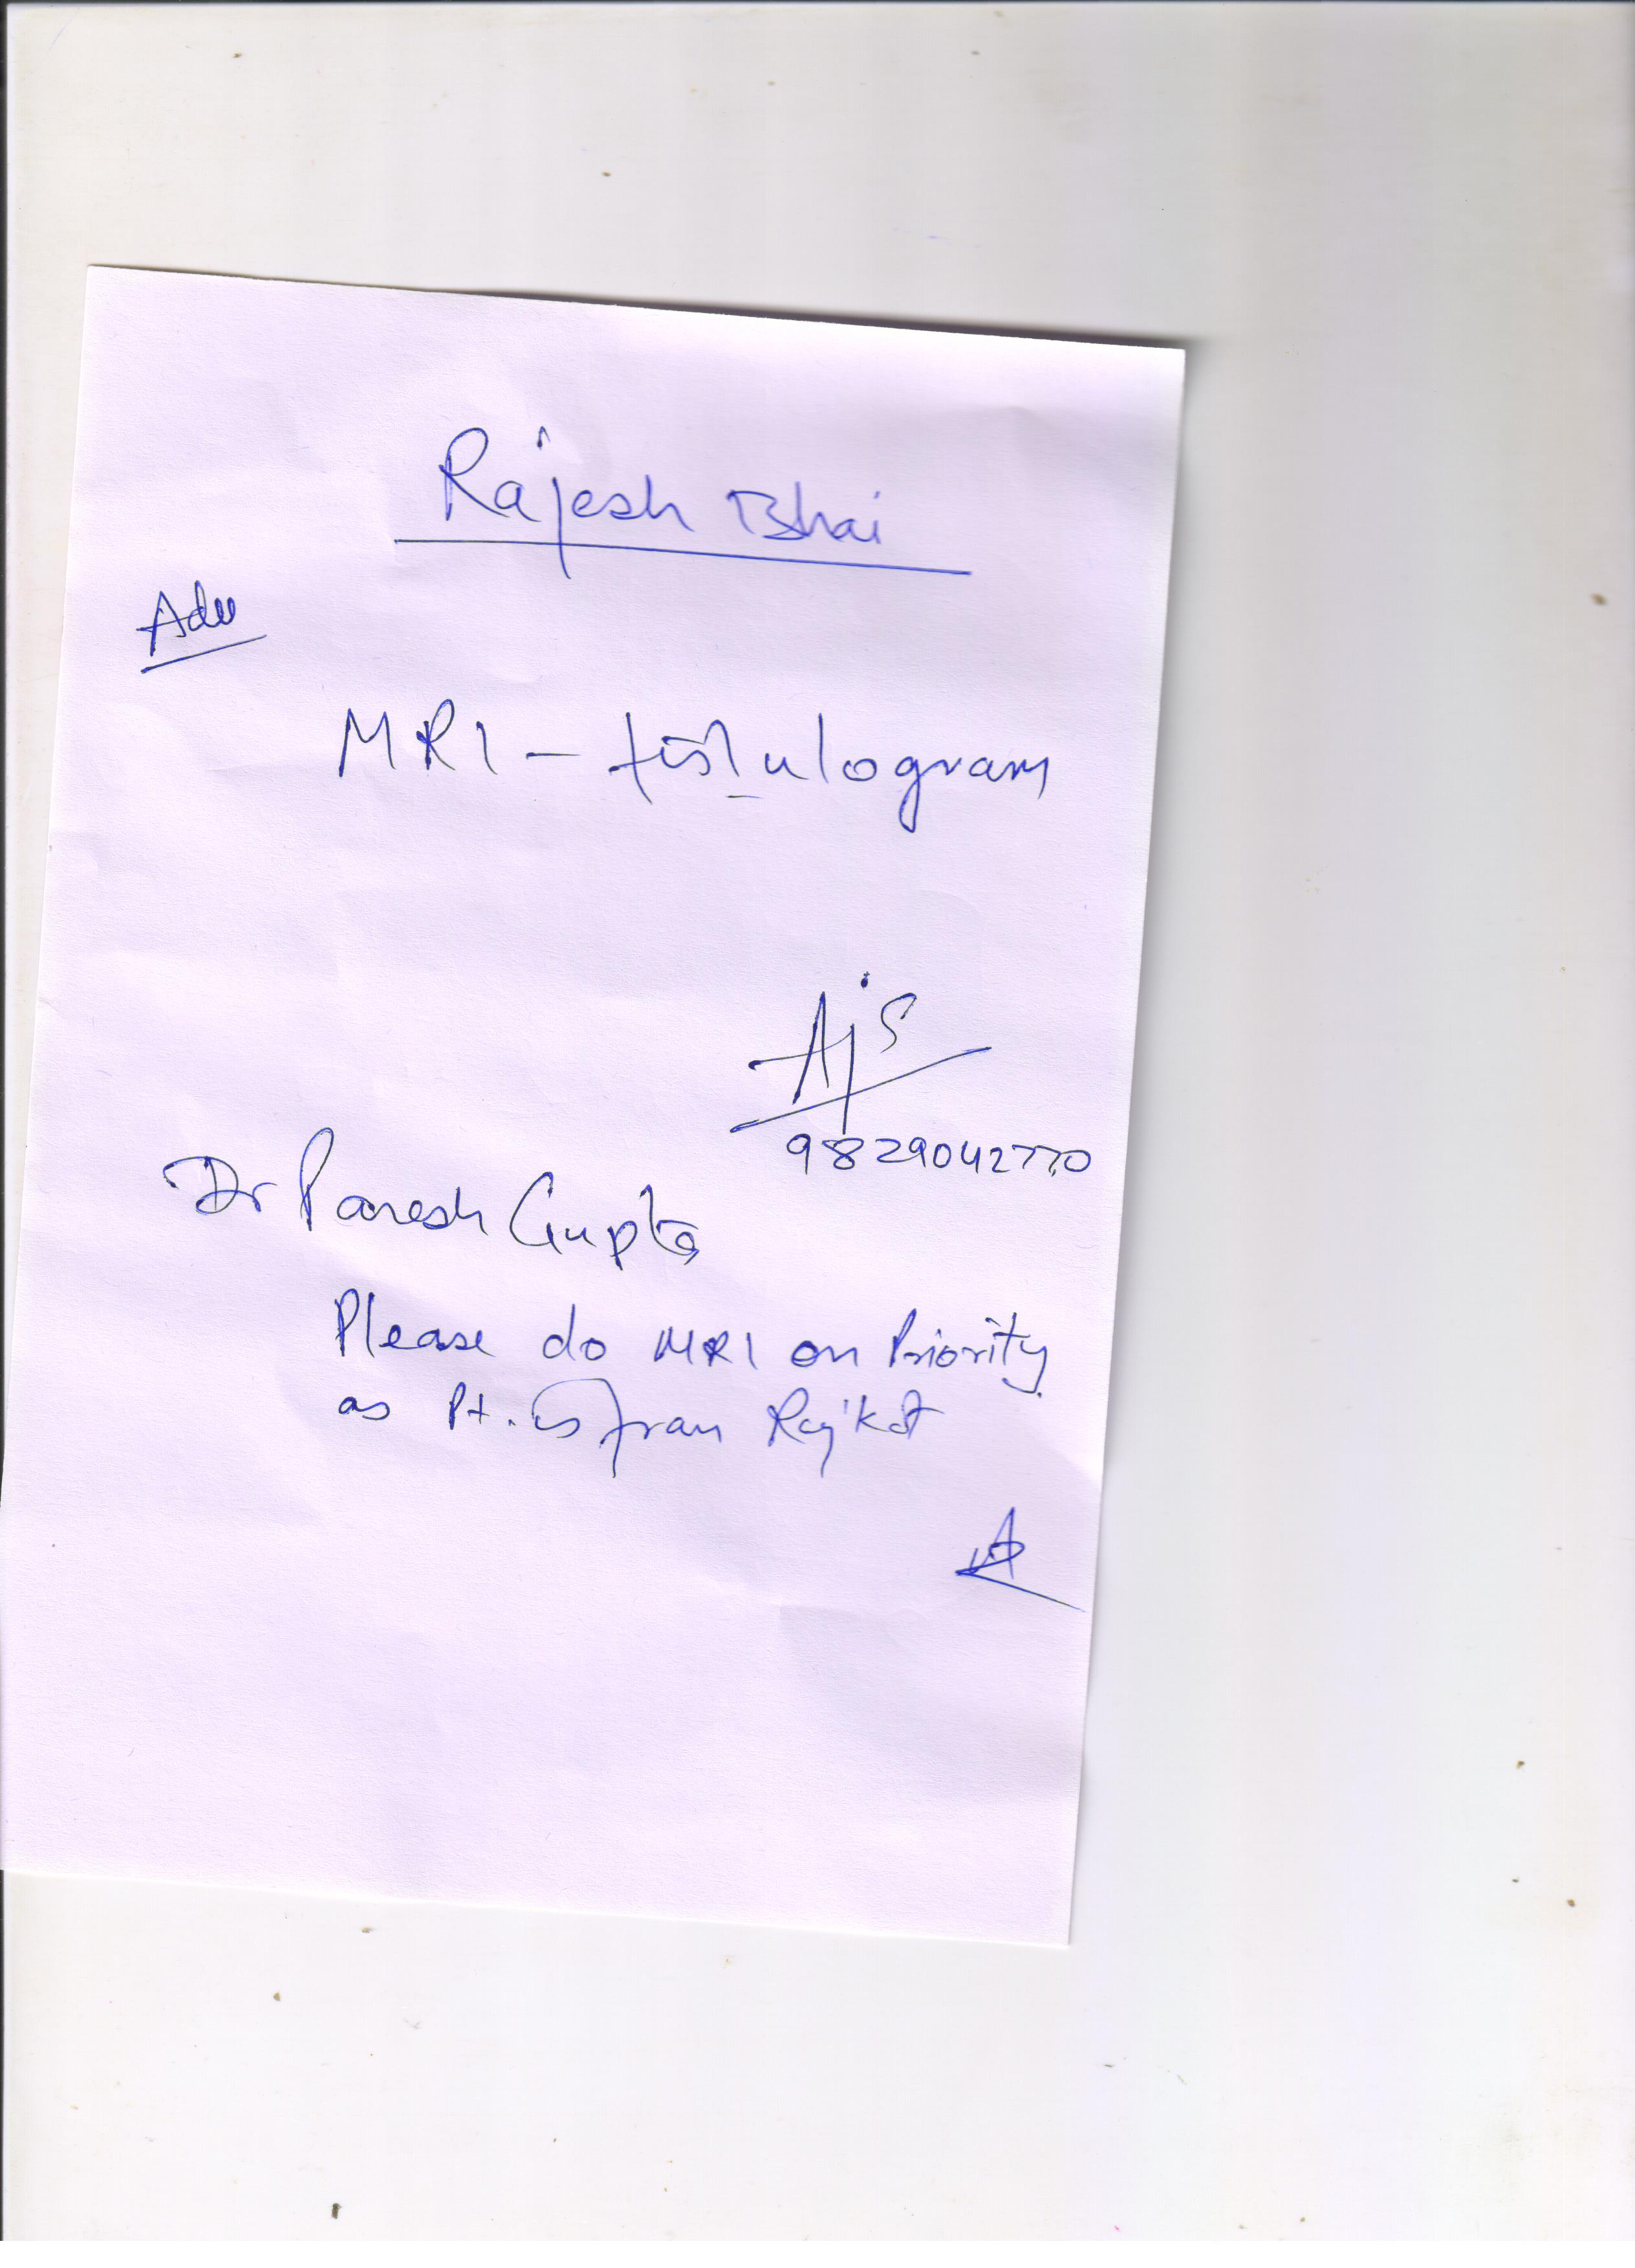 Rajesh Bhai
Adv
MRI - fistulogram
Ajs
9829042770
Dr Paresh Gupta
Please do MRI on Priority
as Pt. is from Rajkot